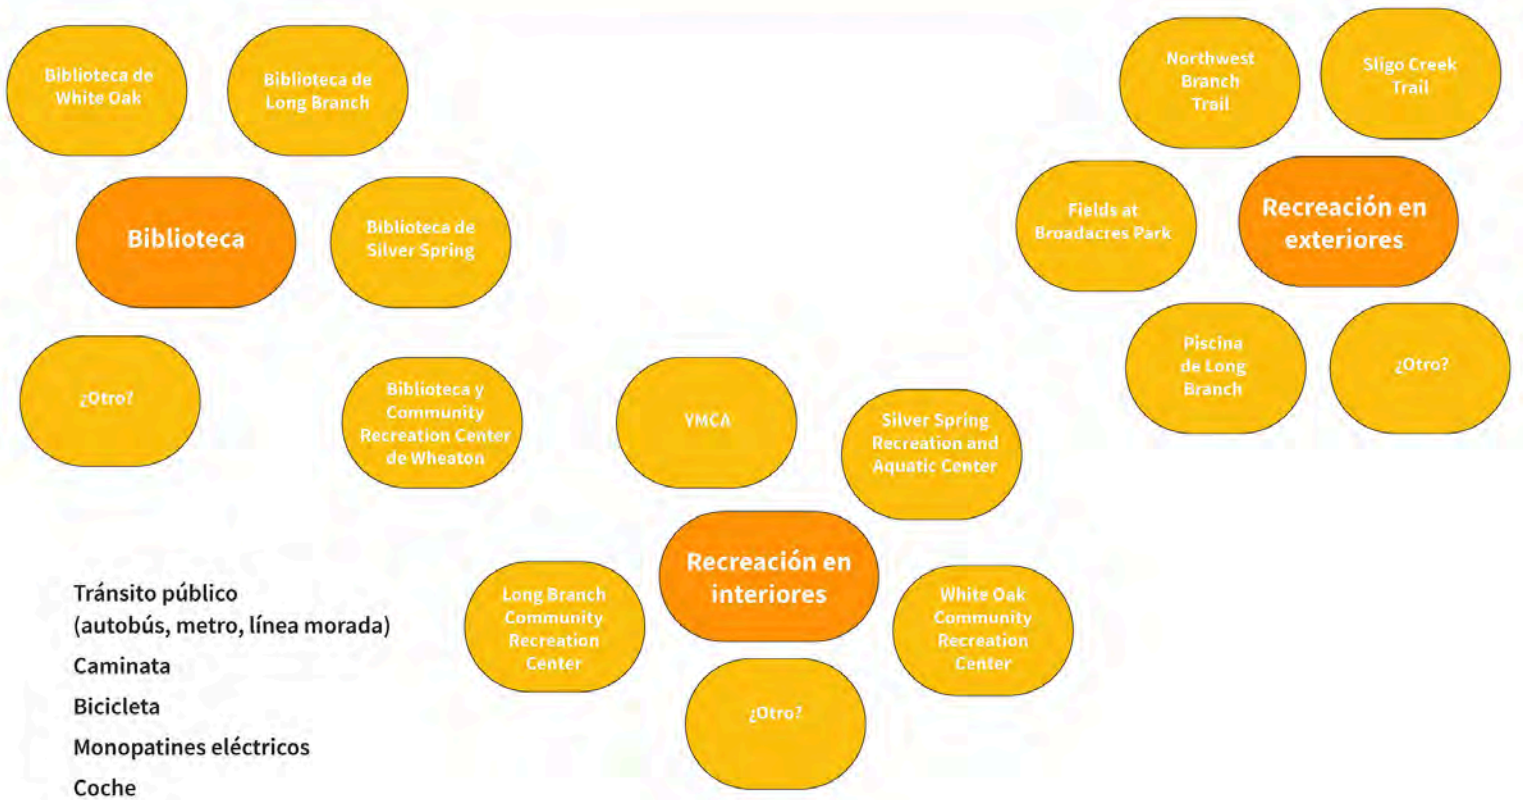 Biblioteca de
White Oak
Biblioteca de
Long Branch
Biblioteca
Biblioteca de
Silver Spring
¿Otro?
Biblioteca y
Community
Recreation Center
de Wheaton
Northwest
Branch
Trail
Sligo Creek
Trail
Fields at
Broadacres Park
Recreación en
exteriores
Piscina
de Long
Branch
¿Otro?
YMCA
Silver Spring
Recreation and
Aquatic Center
Recreación en
interiores
Long Branch
Community
Recreation
Center
White Oak
Community
Recreation
Center
¿Otro?
Tránsito público
(autobús, metro, línea morada)
Caminata
Bicicleta
Monopatines eléctricos
Coche